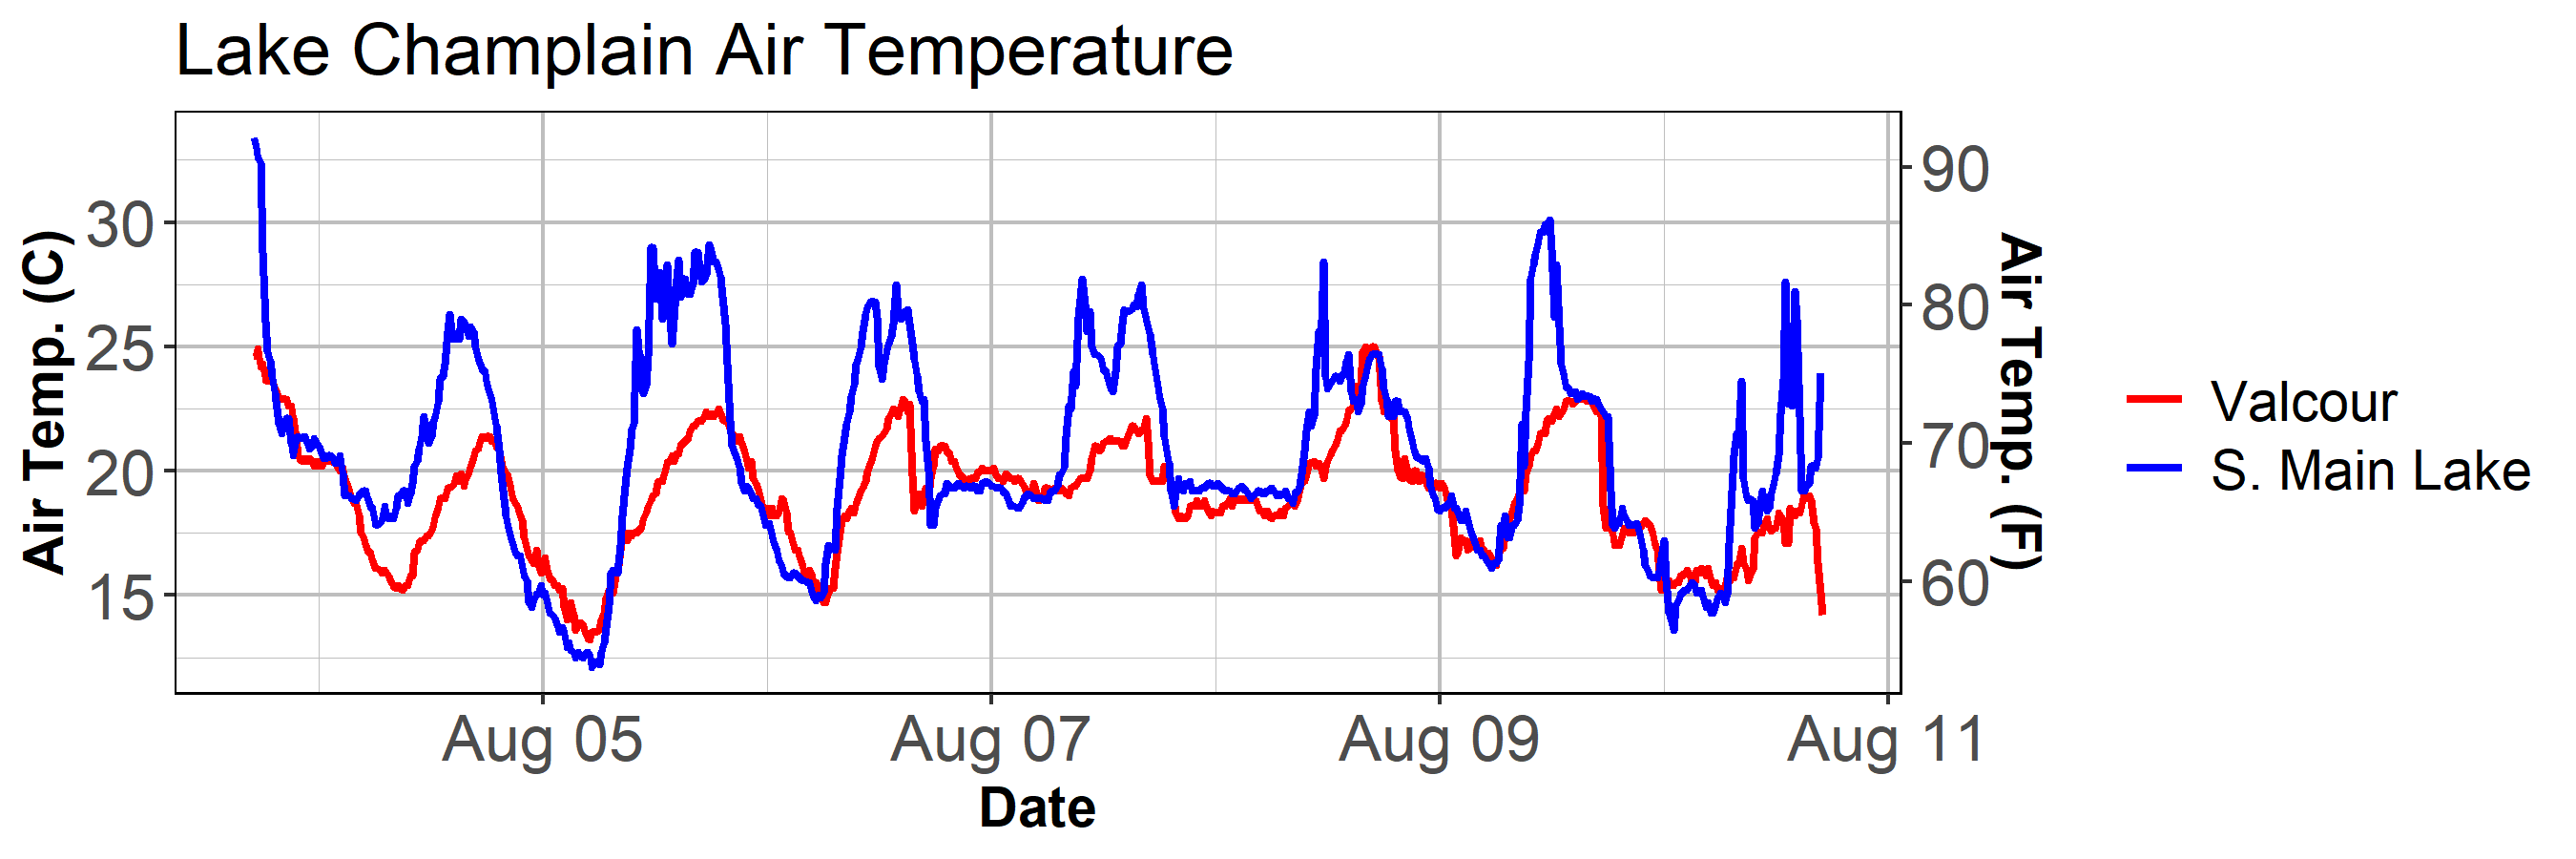 Lake Champlain Air Temperature
Air Temp. (C)
30
25
20
15
90
80
70
60
Air Temp. (F)
Aug 05
Aug 07
Aug 09
Aug 11
Date
Valcour
S. Main Lake